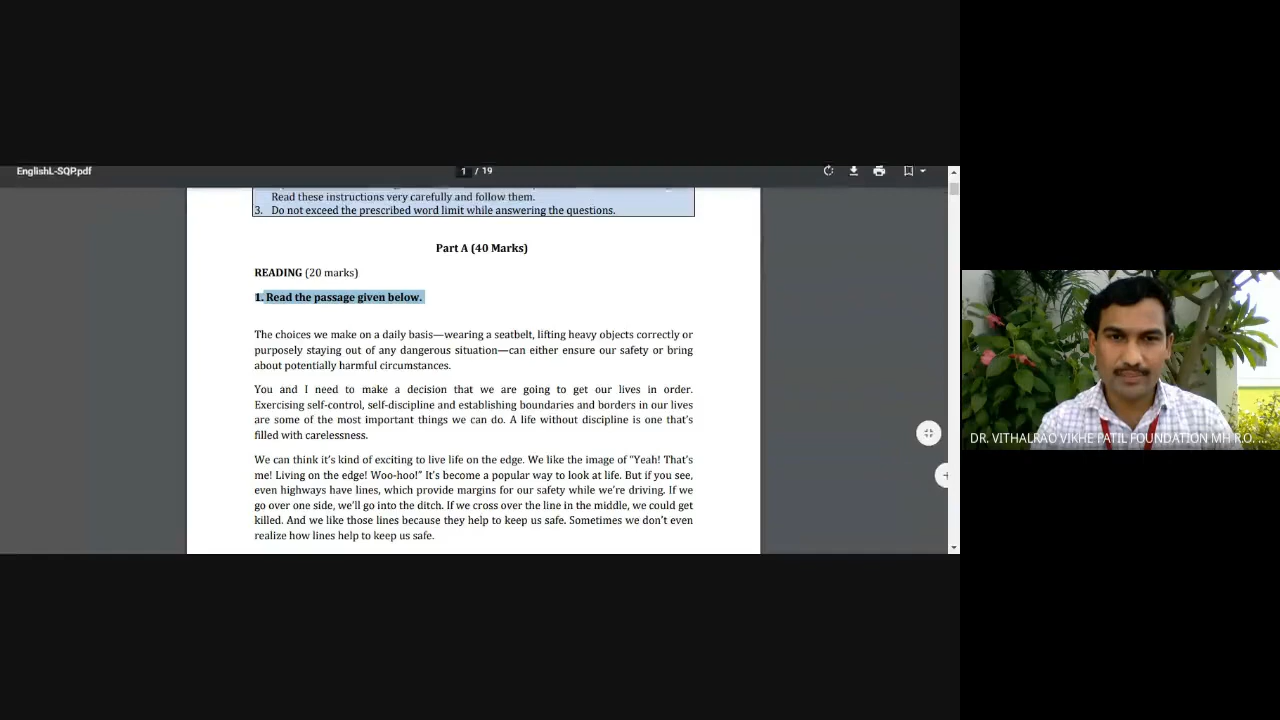 EnglishL-SQP.pdf
1 / 19
Read these instructions very carefully and follow them.
3. Do not exceed the prescribed word limit while answering the questions.
Part A (40 Marks)
READING (20 marks)
1. Read the passage given below.
The choices we make on a daily basis—wearing a seatbelt, lifting heavy objects correctly or
purposely staying out of any dangerous situation—can either ensure our safety or bring
about potentially harmful circumstances.
You and I need to make a decision that we are going to get our lives in order.
Exercising self-control, self-discipline and establishing boundaries and borders in our lives
are some of the most important things we can do. A life without discipline is one that's
filled with carelessness.
We can think it's kind of exciting to live life on the edge. We like the image of "Yeah! That's
me! Living on the edge! Woo-hoo!" It's become a popular way to look at life. But if you see,
even highways have lines, which provide margins for our safety while we're driving. If we
go over one side, we'll go into the ditch. If we cross over the line in the middle, we could get
killed. And we like those lines because they help to keep us safe. Sometimes we don't even
realize how lines help to keep us safe.
DR. VITHALRAO VIKHE PATIL FOUNDATION MH R.O. ...